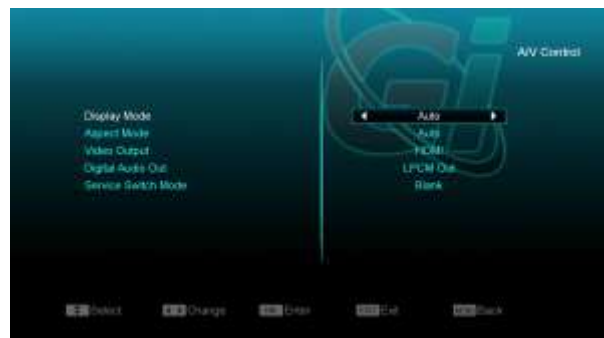 Gi
A/V Control
Display Mode Auto
Aspect Mode Auto
Video Output HDMI
Digital Audio Out LPCM Out
Service Switch Mode Blank
Select Change Enter Exit Back